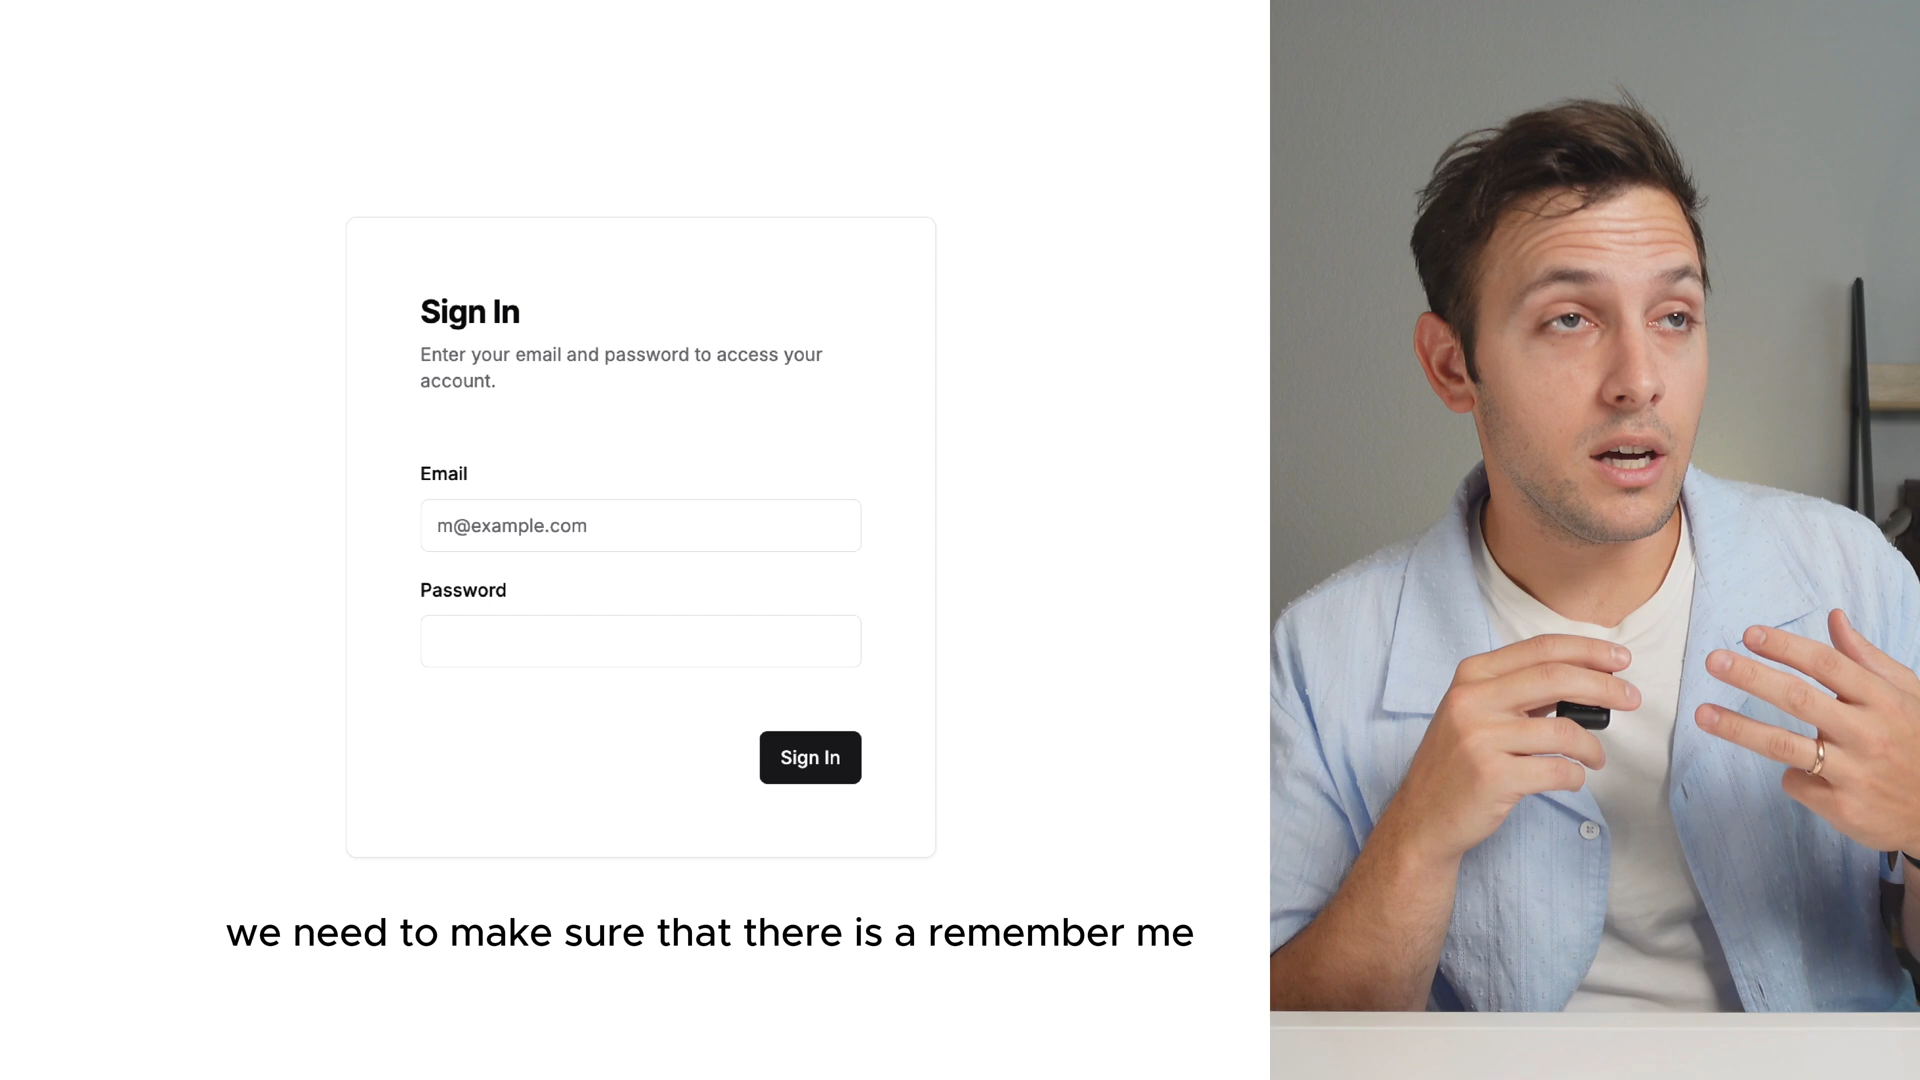 Sign In
Enter your email and password to access your
account.
Email
m@example.com
Password
Sign In
we need to make sure that there is a remember me